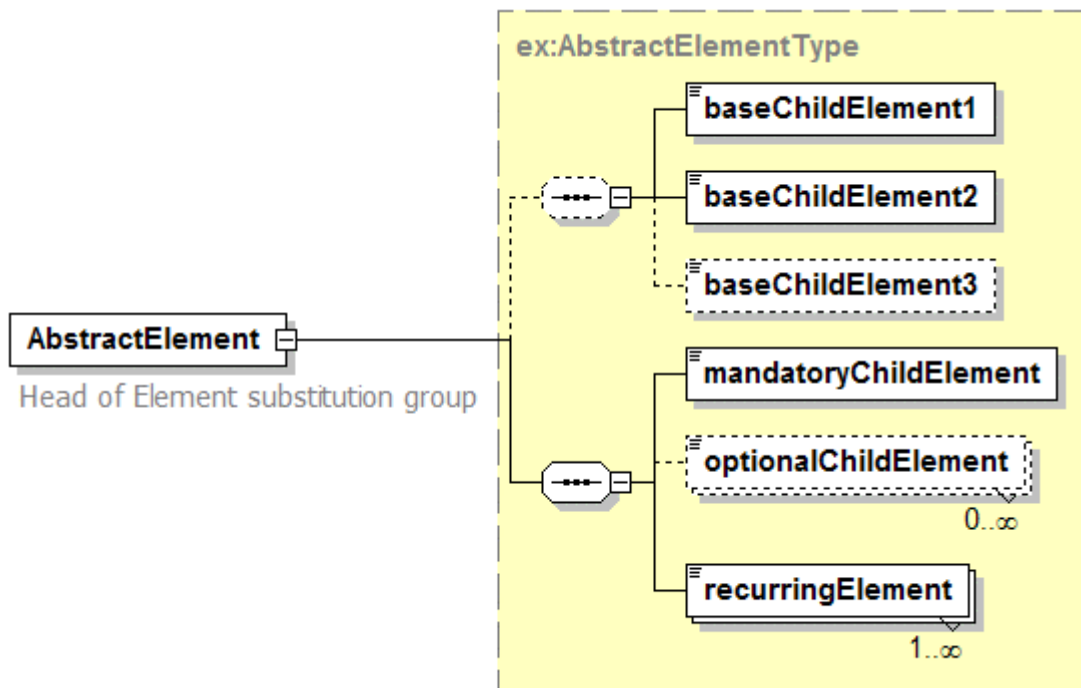 ex:AbstractElementType
baseChildElement1
baseChildElement2
baseChildElement3
AbstractElement
Head of Element substitution group
mandatoryChildElement
optionalChildElement
0..∞
recurringElement
1..∞